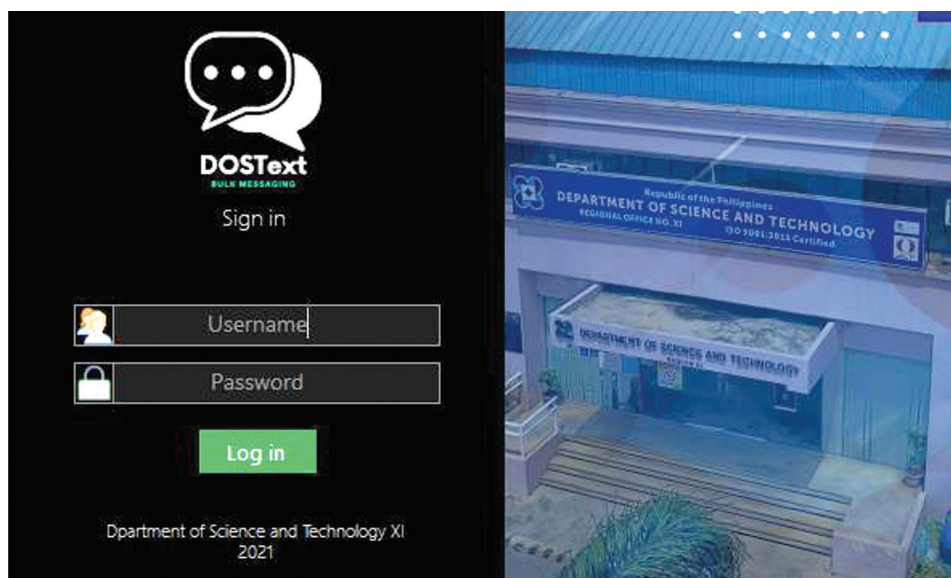 DOSText
BULK MESSAGING
Sign in
Username
Password
Log in
Dpartment of Science and Technology XI
2021
Republic of the Philippines
DEPARTMENT OF SCIENCE AND TECHNOLOGY
REGIONAL OFFICE NO. XI ISO 9001:2015 Certified
DEPARTMENT OF SCIENCE AND TECHNOLOGY
REGION XI